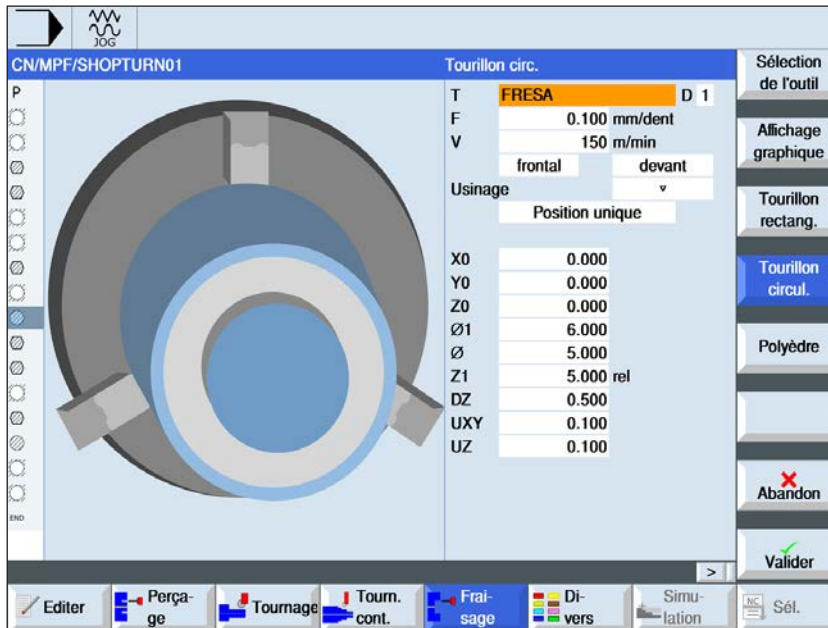 JOG
CN/MPF/SHOPTURN01
Tourillon circ.
P
END
T FRESA D 1
F 0.100 mm/dent
V 150 m/min
frontal devant
Usinage ▿
Position unique
X0 0.000
Y0 0.000
Z0 0.000
Ø1 6.000
Ø 5.000
Z1 5.000 rel
DZ 0.500
UXY 0.100
UZ 0.100
Sélection
de l'outil
Affichage
graphique
Tourillon
rectang.
Tourillon
circul.
Polyèdre
Abandon
Valider
>
Editer
Perça-
ge
Tournage
Tourn.
cont.
Frai-
sage
Di-
vers
Simu-
lation
NC
Sél.